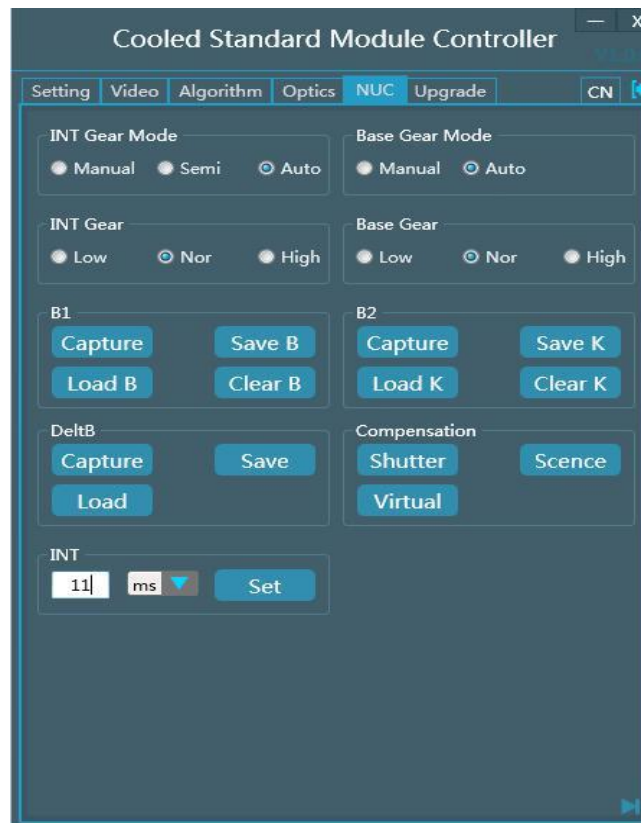 Cooled Standard Module Controller
Setting Video Algorithm Optics NUC Upgrade CN
INT Gear Mode
Manual Semi Auto
Base Gear Mode
Manual Auto
INT Gear
Low Nor High
Base Gear
Low Nor High
B1
Capture Save B
Load B Clear B
B2
Capture Save K
Load K Clear K
DeltB
Capture Save
Load
Compensation
Shutter Scence
Virtual
INT
11 ms Set